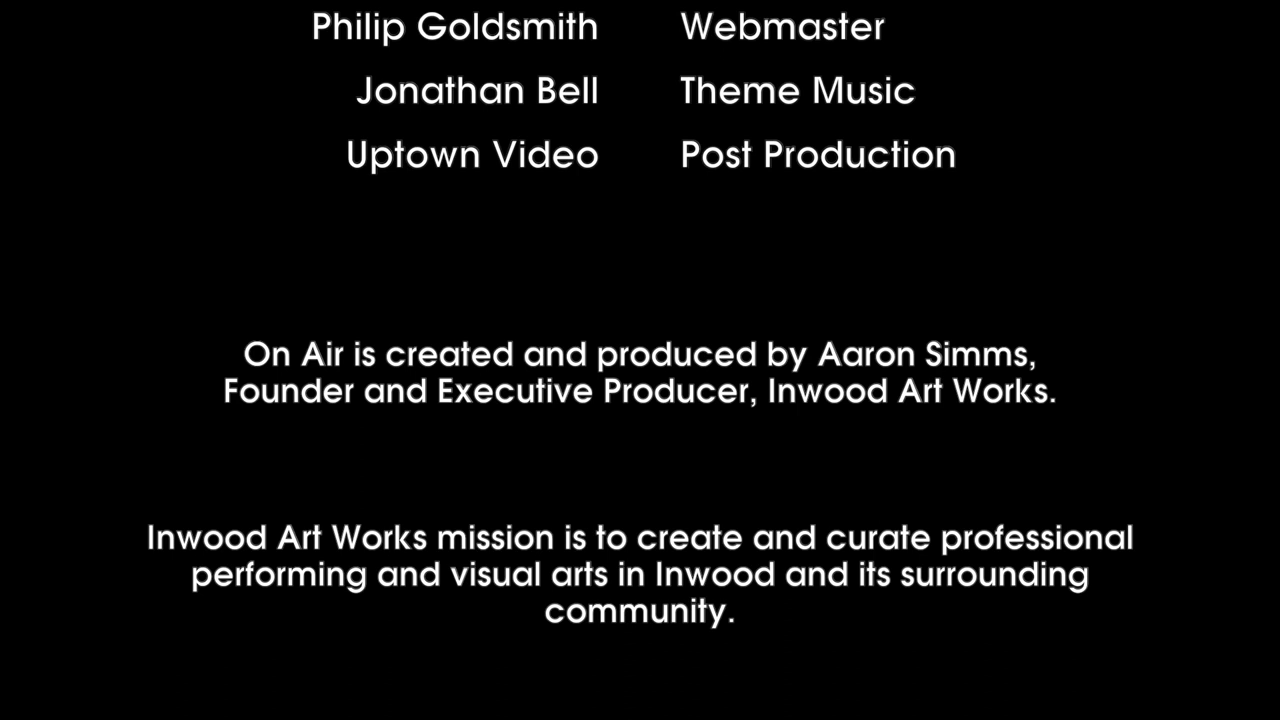 Philip Goldsmith Webmaster
Jonathan Bell Theme Music
Uptown Video Post Production
On Air is created and produced by Aaron Simms,
Founder and Executive Producer, Inwood Art Works.
Inwood Art Works mission is to create and curate professional
performing and visual arts in Inwood and its surrounding
community.